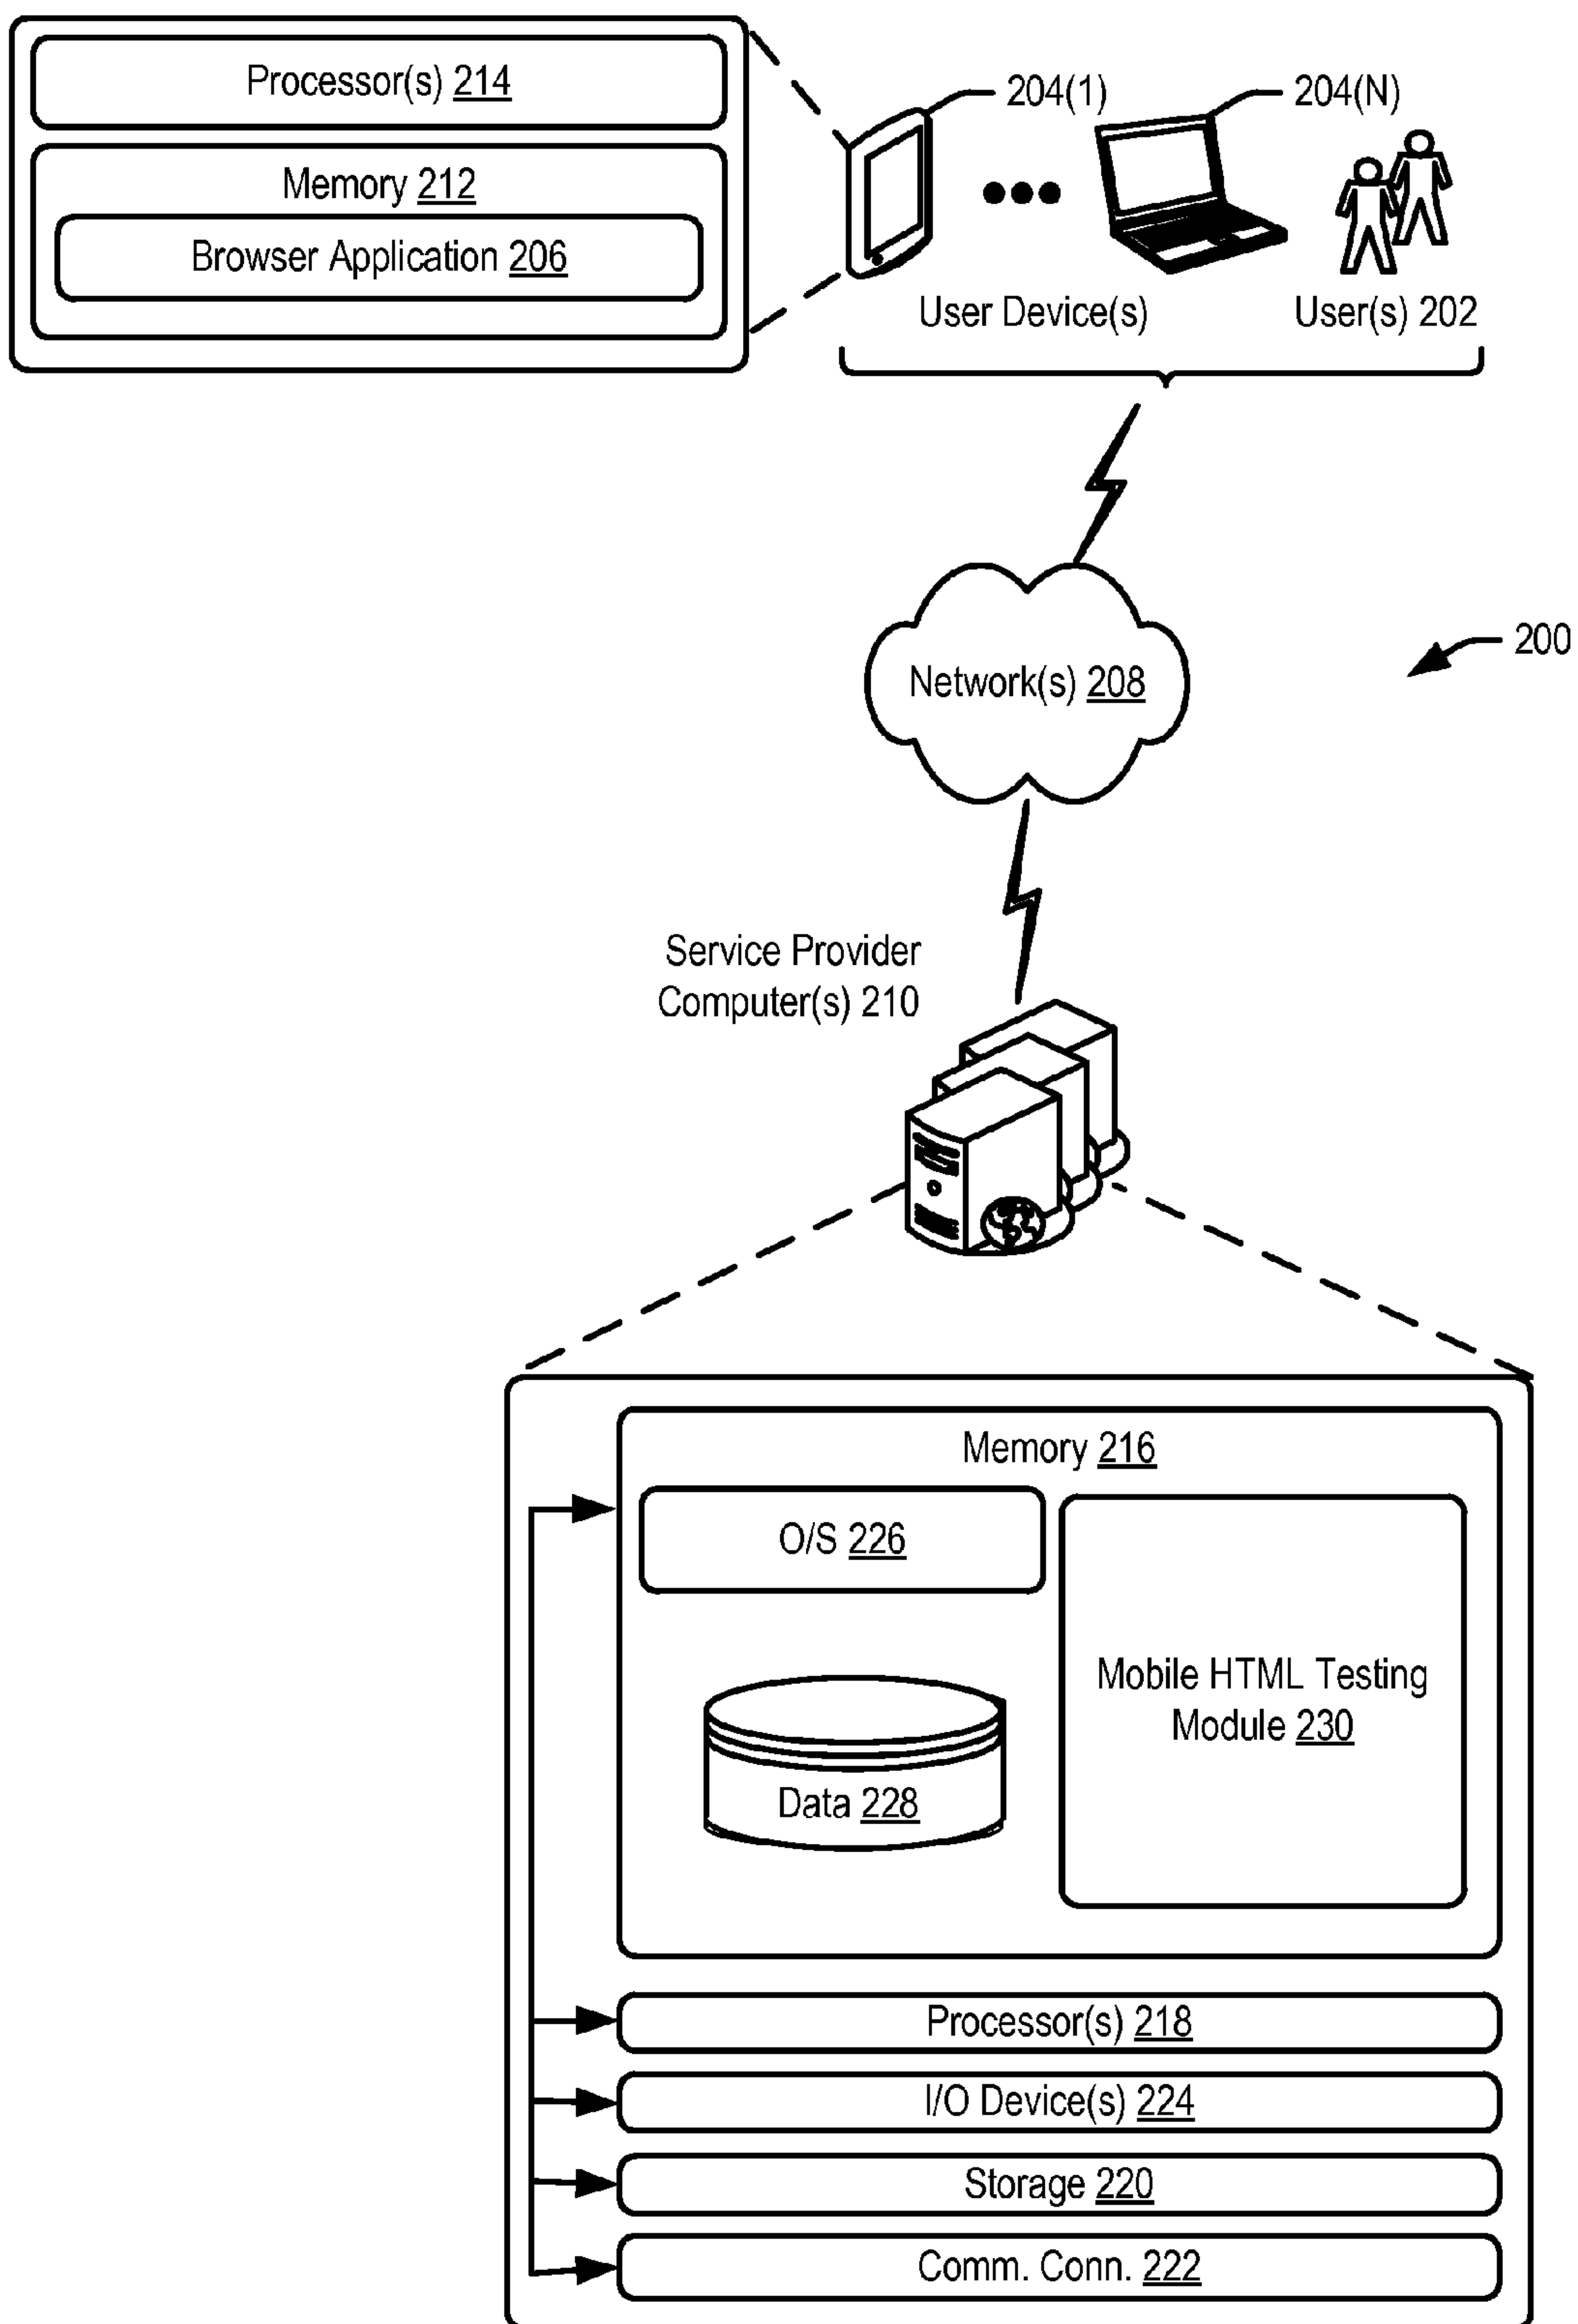 Processor(s) 214
Memory 212
Browser Application 206
204(1)
204(N)
User Device(s)
User(s) 202
Network(s) 208
200
Service Provider
Computer(s) 210
Memory 216
O/S 226
Mobile HTML Testing
Module 230
Data 228
Processor(s) 218
I/O Device(s) 224
Storage 220
Comm. Conn. 222